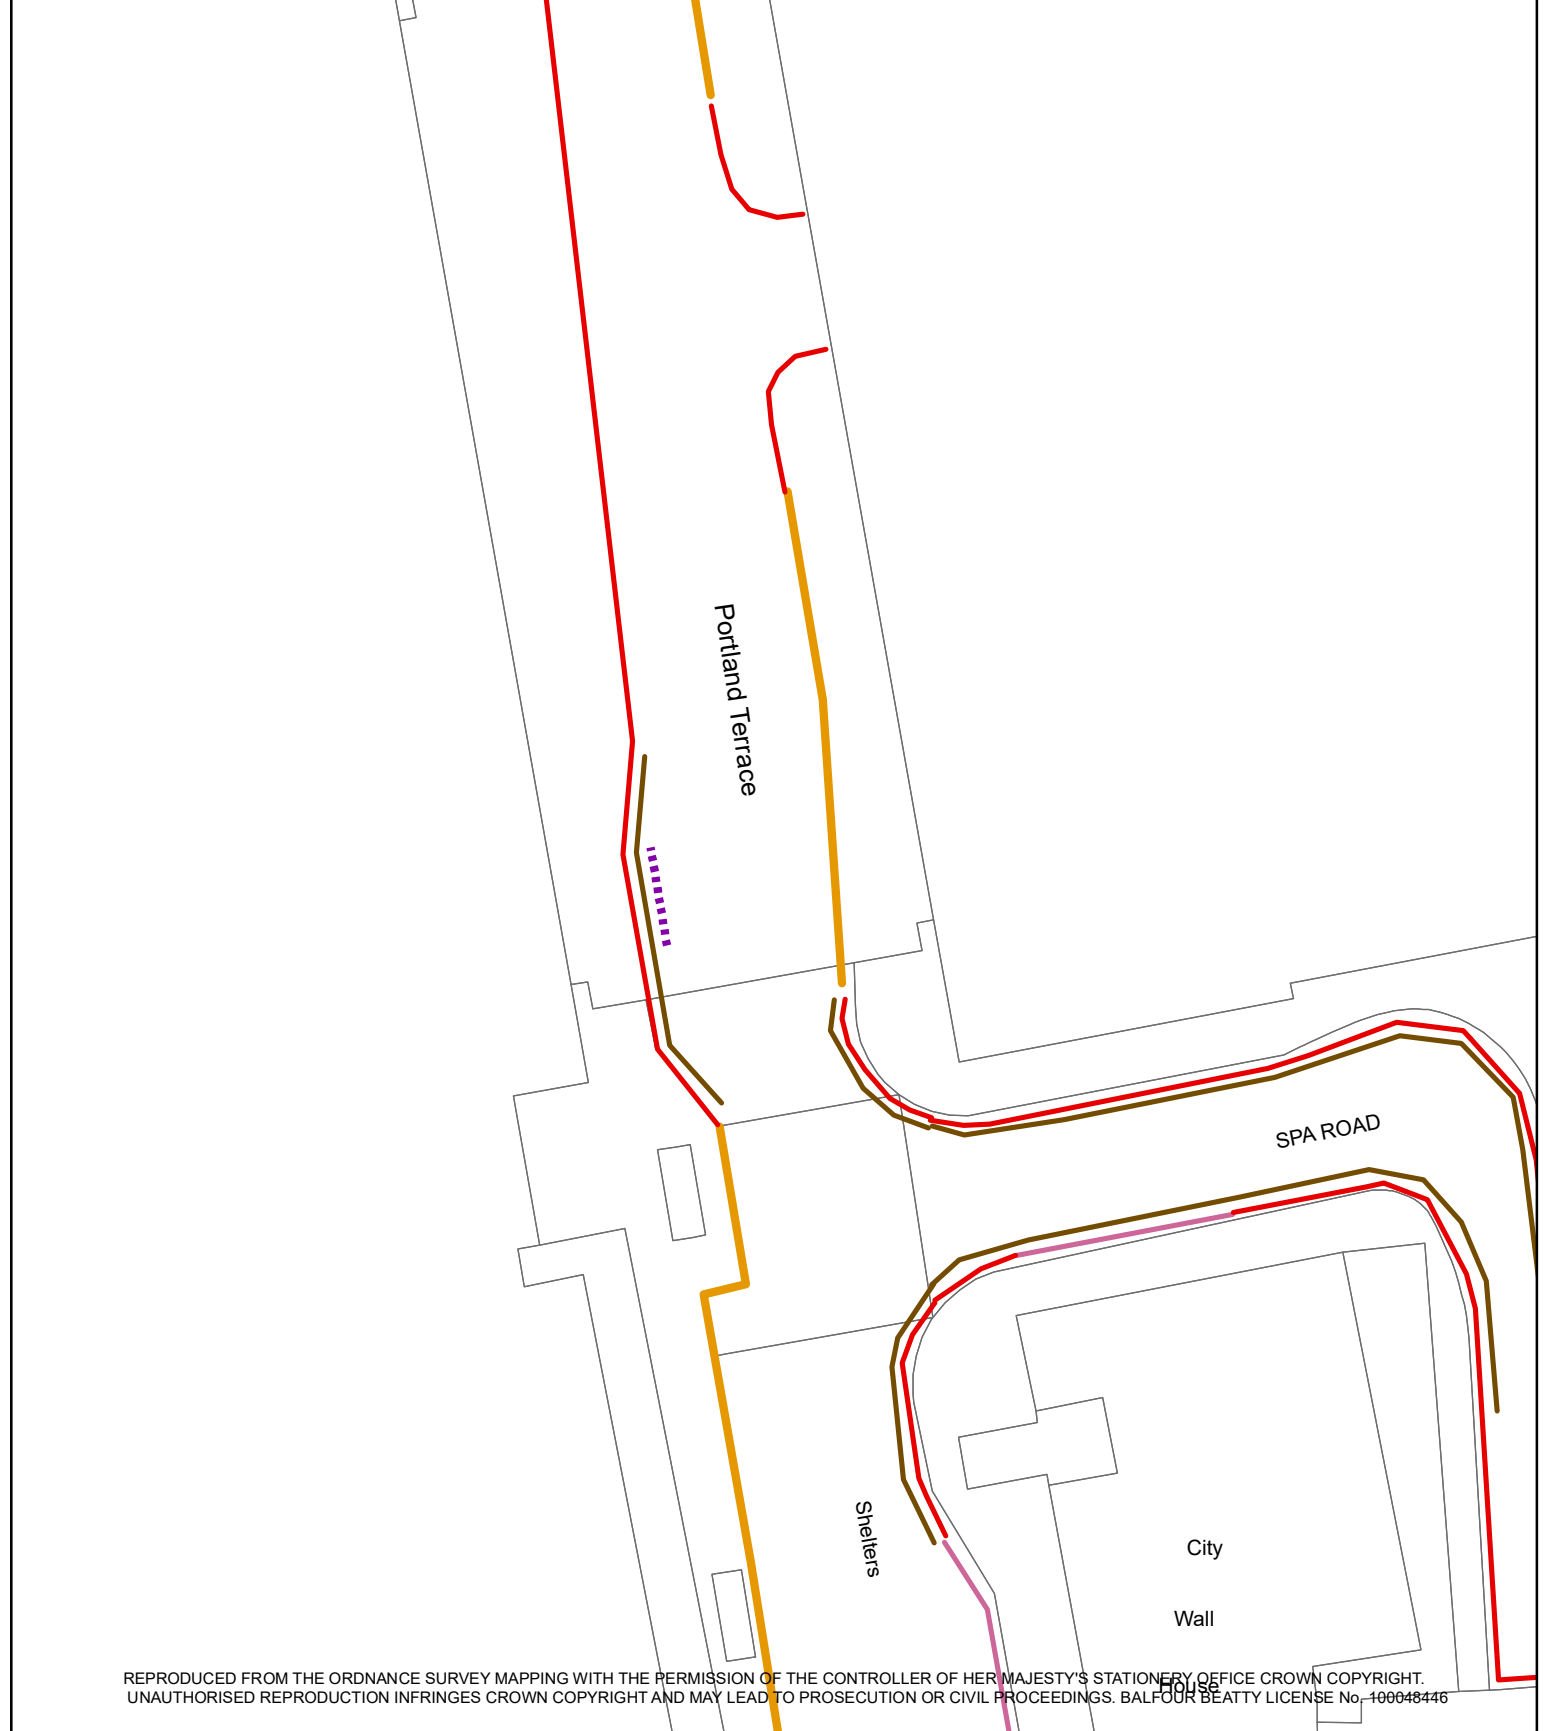 Portland Terrace
SPA ROAD
Shelters
City
Wall
House
REPRODUCED FROM THE ORDNANCE SURVEY MAPPING WITH THE PERMISSION OF THE CONTROLLER OF HER MAJESTY'S STATIONERY OFFICE CROWN COPYRIGHT.
UNAUTHORISED REPRODUCTION INFRINGES CROWN COPYRIGHT AND MAY LEAD TO PROSECUTION OR CIVIL PROCEEDINGS. BALFOUR BEATTY LICENSE No. 100048446